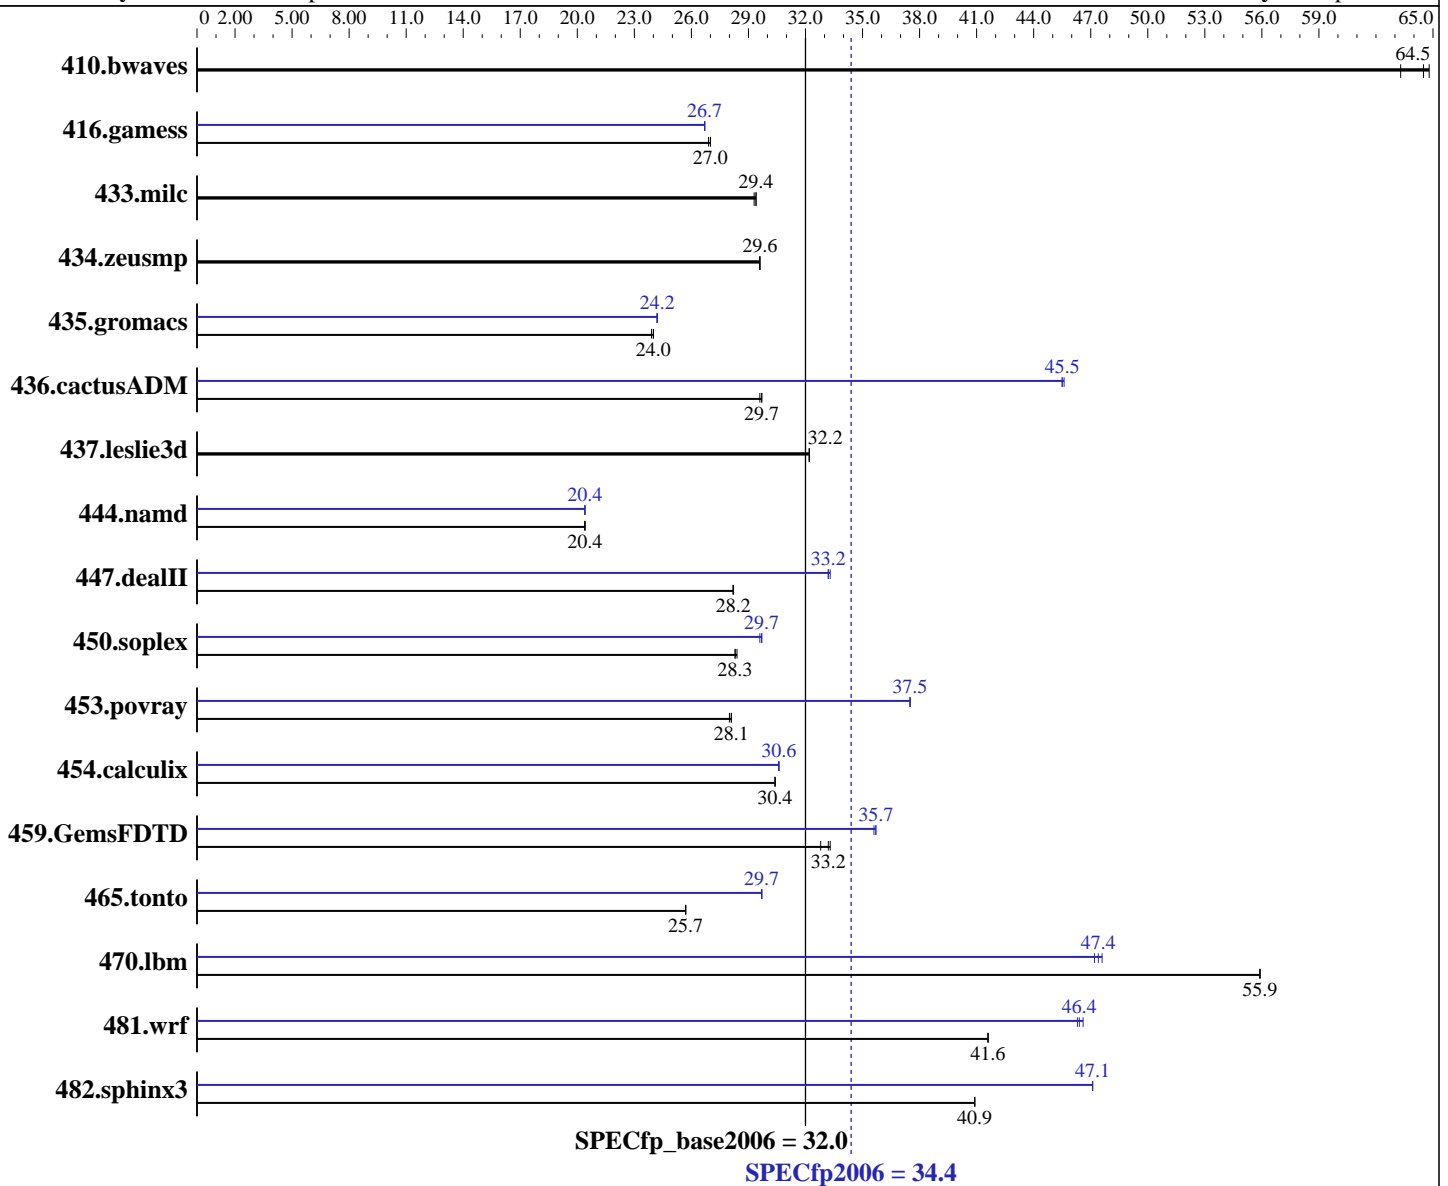 0 2.00 5.00 8.00 11.0 14.0 17.0 20.0 23.0 26.0 29.0 32.0 35.0 38.0 41.0 44.0 47.0 50.0 53.0 56.0 59.0 65.0
410.bwaves 64.5
416.gamess 26.7
27.0
433.milc 29.4
434.zeusmp 29.6
435.gromacs 24.2
24.0
436.cactusADM 45.5
29.7
437.leslie3d 32.2
444.namd 20.4
20.4
447.dealII 33.2
28.2
450.soplex 29.7
28.3
453.povray 37.5
28.1
454.calculix 30.6
30.4
459.GemsFDTD 35.7
33.2
465.tonto 29.7
25.7
470.lbm 47.4
55.9
481.wrf 46.4
41.6
482.sphinx3 47.1
40.9
SPECfp_base2006 = 32.0
SPECfp2006 = 34.4